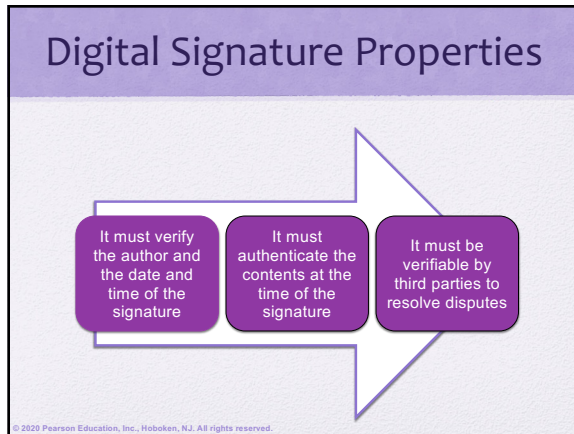 Digital Signature Properties
It must verify
the author and
the date and
time of the
signature
It must
authenticate the
contents at the
time of the
signature
It must be
verifiable by
third parties to
resolve disputes
© 2020 Pearson Education, Inc., Hoboken, NJ. All rights reserved.